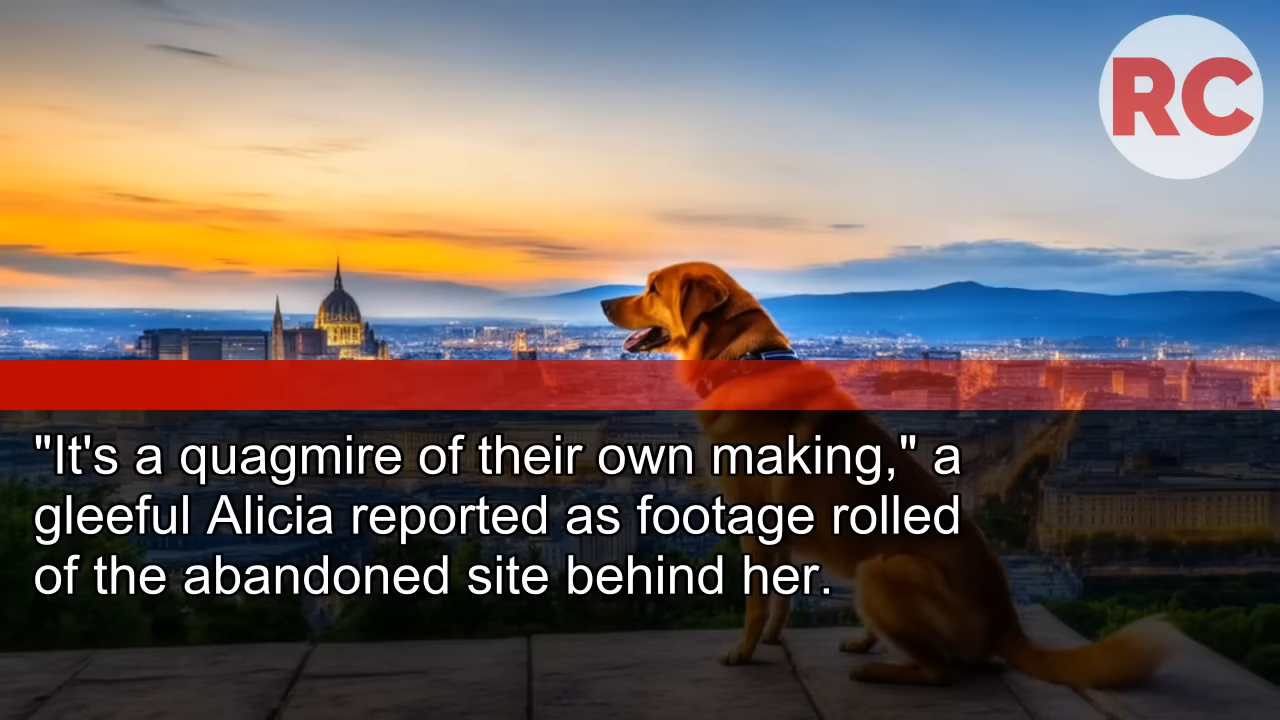 RC
"It's a quagmire of their own making," a
gleeful Alicia reported as footage rolled
of the abandoned site behind her.